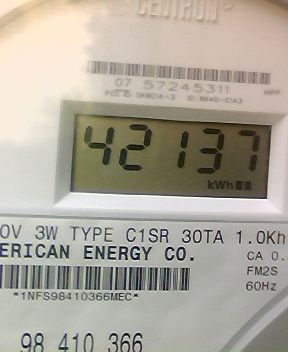 CENTRON®
07 57245311
42137
kWh
0V 3W TYPE C1SR 30TA 1.0Kh
ERICAN ENERGY CO.
CA 0.
FM2S
*1NFS98410366MEC*
60Hz
98 410 366